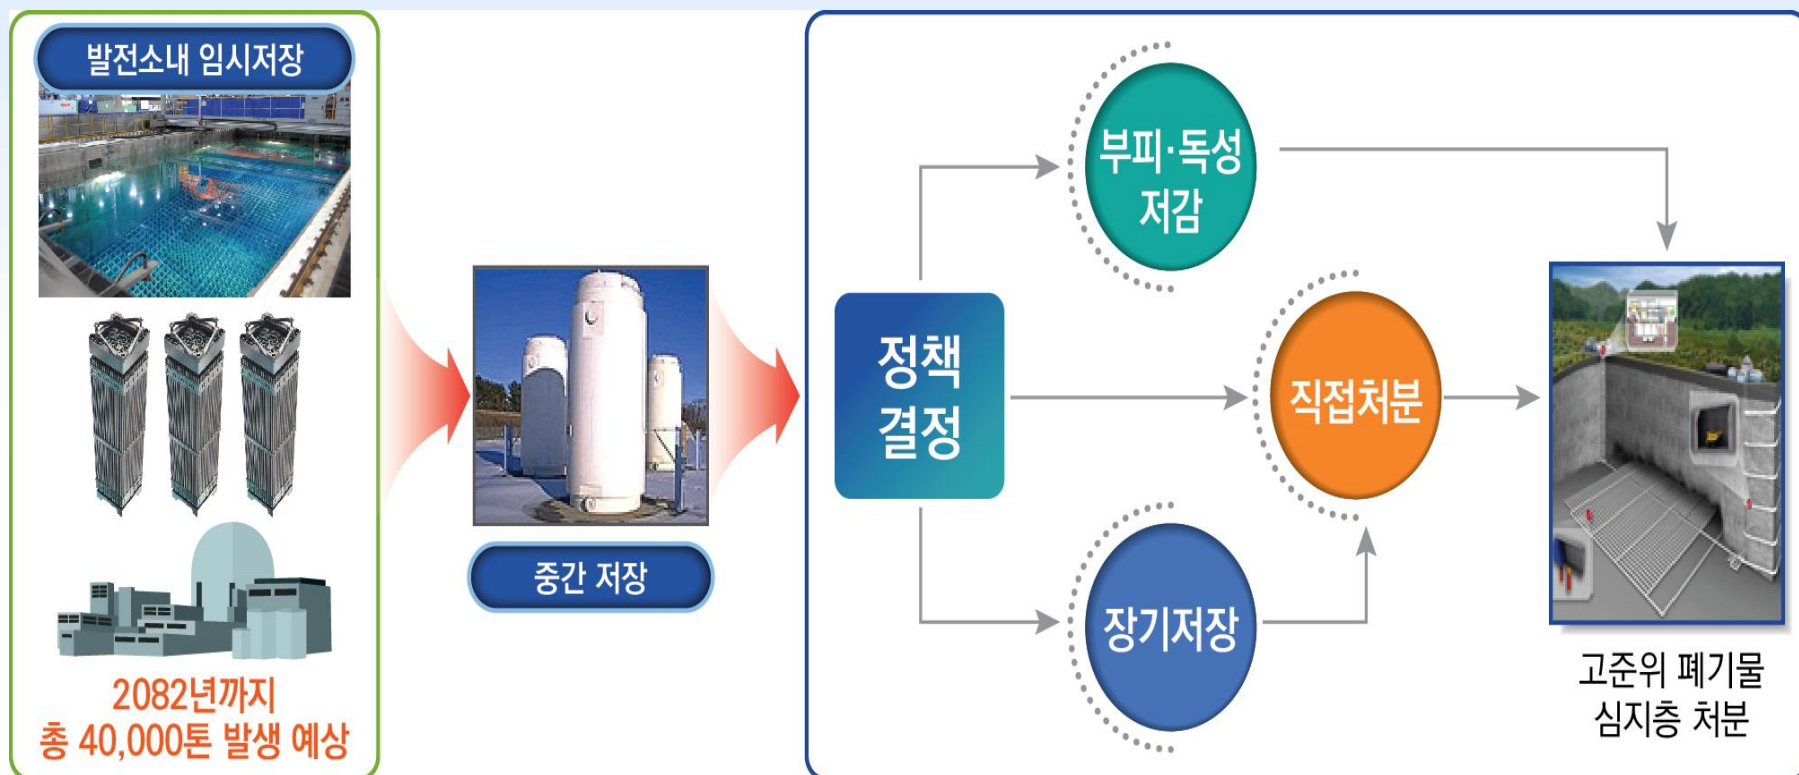 발전소내 임시저장
2082년까지
총 40,000톤 발생 예상
중간 저장
정책
결정
부피·독성
저감
직접처분
장기저장
고준위 폐기물
심지층 처분